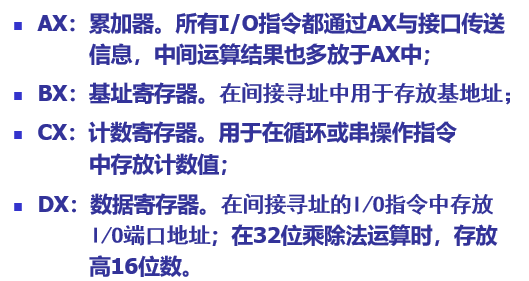 AX：累加器。所有I/O指令都通过AX与接口传送
信息，中间运算结果也多放于AX中；
BX：基址寄存器。在间接寻址中用于存放基地址；
CX：计数寄存器。用于在循环或串操作指令
中存放计数值；
DX：数据寄存器。在间接寻址的I/O指令中存放
I/O端口地址；在32位乘除法运算时，存放
高16位数。